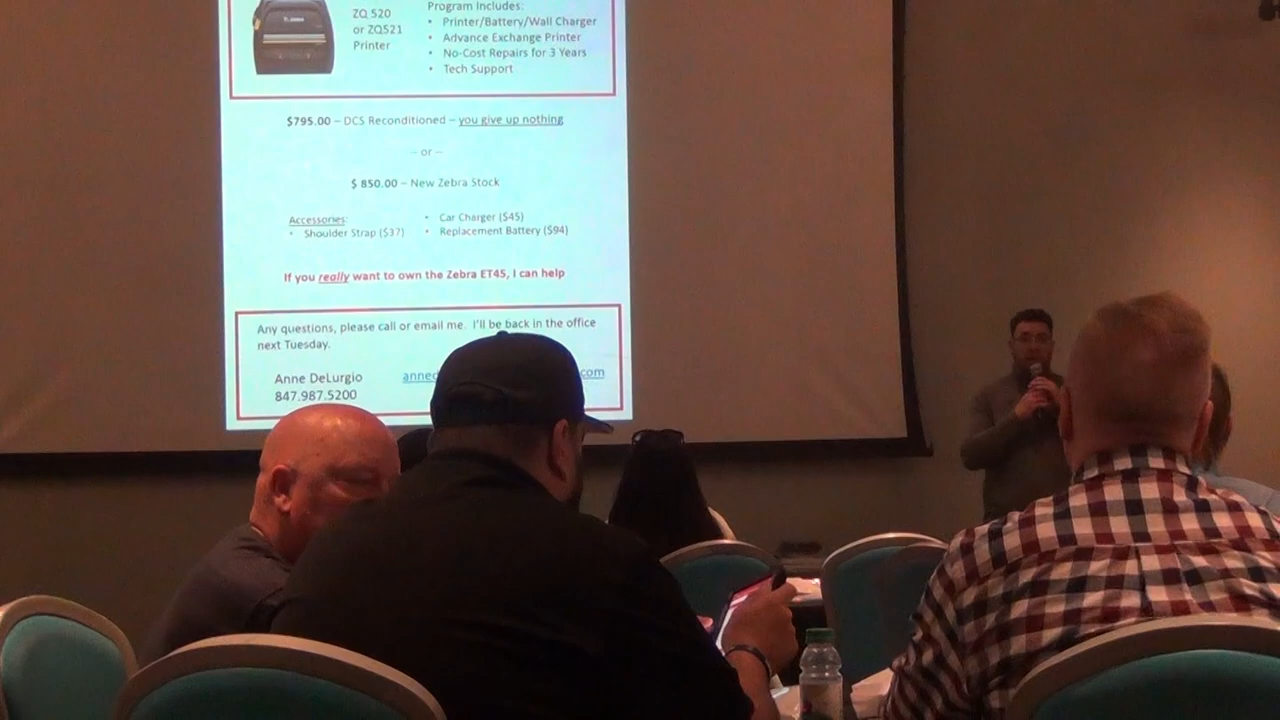 ZQ 520
or ZQ521
Printer
Program Includes:
• Printer/Battery/Wall Charger
• Advance Exchange Printer
• No-Cost Repairs for 3 Years
• Tech Support
$795.00 – DCS Reconditioned – you give up nothing
– or –
$ 850.00 – New Zebra Stock
Accessories:
• Shoulder Strap ($37)
• Car Charger ($45)
• Replacement Battery ($94)
If you really want to own the Zebra ET45, I can help
Any questions, please call or email me. I'll be back in the office
next Tuesday.
Anne DeLurgio
847.987.5200
com